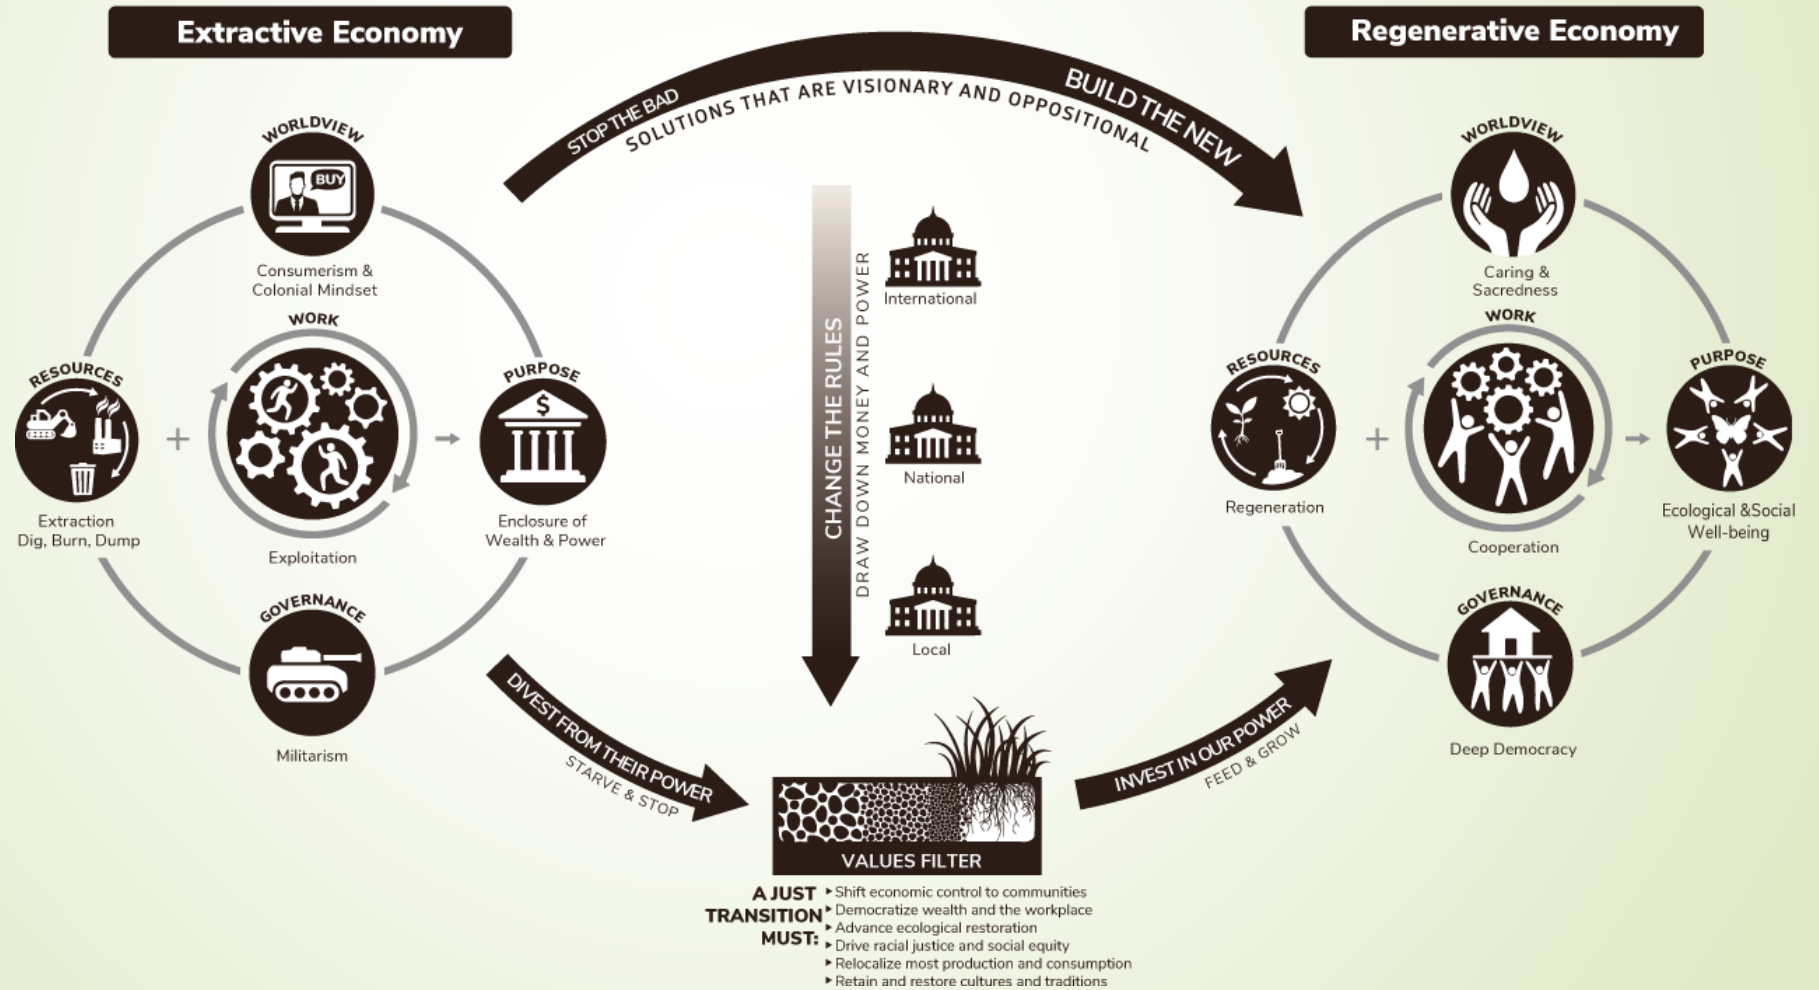 Extractive Economy
Regenerative Economy
STOP THE BAD
BUILD THE NEW
SOLUTIONS THAT ARE VISIONARY AND OPPOSITIONAL
WORLDVIEW
BUY
Consumerism &
Colonial Mindset
WORK
RESOURCES
Extraction
Dig, Burn, Dump
Exploitation
PURPOSE
$
Enclosure of
Wealth & Power
GOVERNANCE
Militarism
CHANGE THE RULES
DRAW DOWN MONEY AND POWER
International
National
Local
WORLDVIEW
Caring &
Sacredness
WORK
RESOURCES
Regeneration
Cooperation
PURPOSE
Ecological &Social
Well-being
GOVERNANCE
Deep Democracy
DIVEST FROM THEIR POWER
STARVE & STOP
INVEST IN OUR POWER
FEED & GROW
VALUES FILTER
A JUST
TRANSITION
MUST:
Shift economic control to communities
Democratize wealth and the workplace
Advance ecological restoration
Drive racial justice and social equity
Relocalize most production and consumption
Retain and restore cultures and traditions